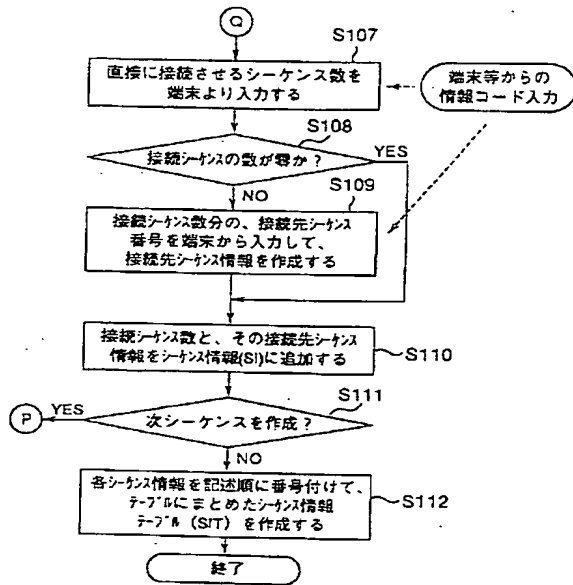 Q
S107
直接に接続させるシーケンス数を
端末より入力する
端末等からの
情報コード入力
S108
接続シーケンスの数が零か?
YES
NO
S109
接続シーケンス数分の、接続先シーケンス
番号を端末から入力して、
接続先シーケンス情報を作成する
接続シーケンス数と、その接続先シーケンス
情報をシーケンス情報(SI)に追加する
S110
S111
P
YES
次シーケンスを作成?
NO
各シーケンス情報を記述順に番号付けて、
テーブルにまとめたシーケンス情報
テーブル(SIT)を作成する
S112
終了